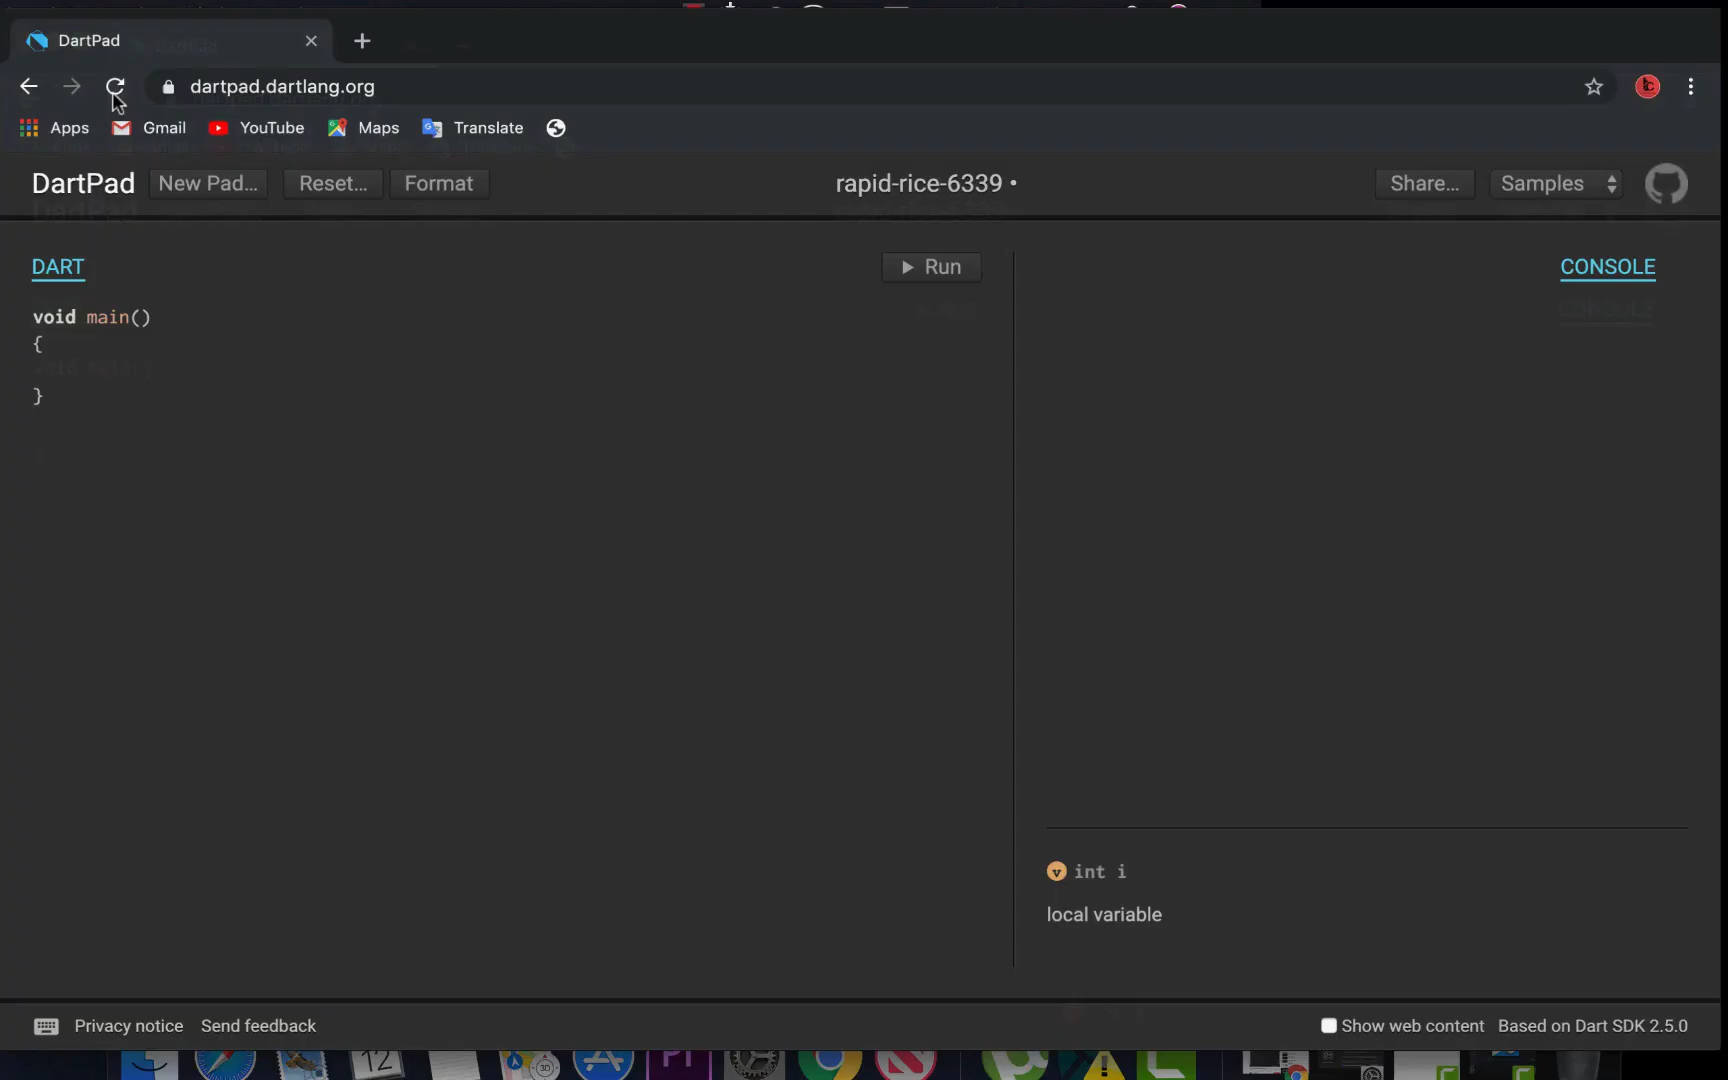 DartPad
dartpad.dartlang.org
Apps Gmail YouTube Maps Translate
DartPad New Pad... Reset... Format rapid-rice-6339 • Share... Samples
DART Run CONSOLE
void main()
{
}
v int i
local variable
Privacy notice Send feedback Show web content Based on Dart SDK 2.5.0
12
3D